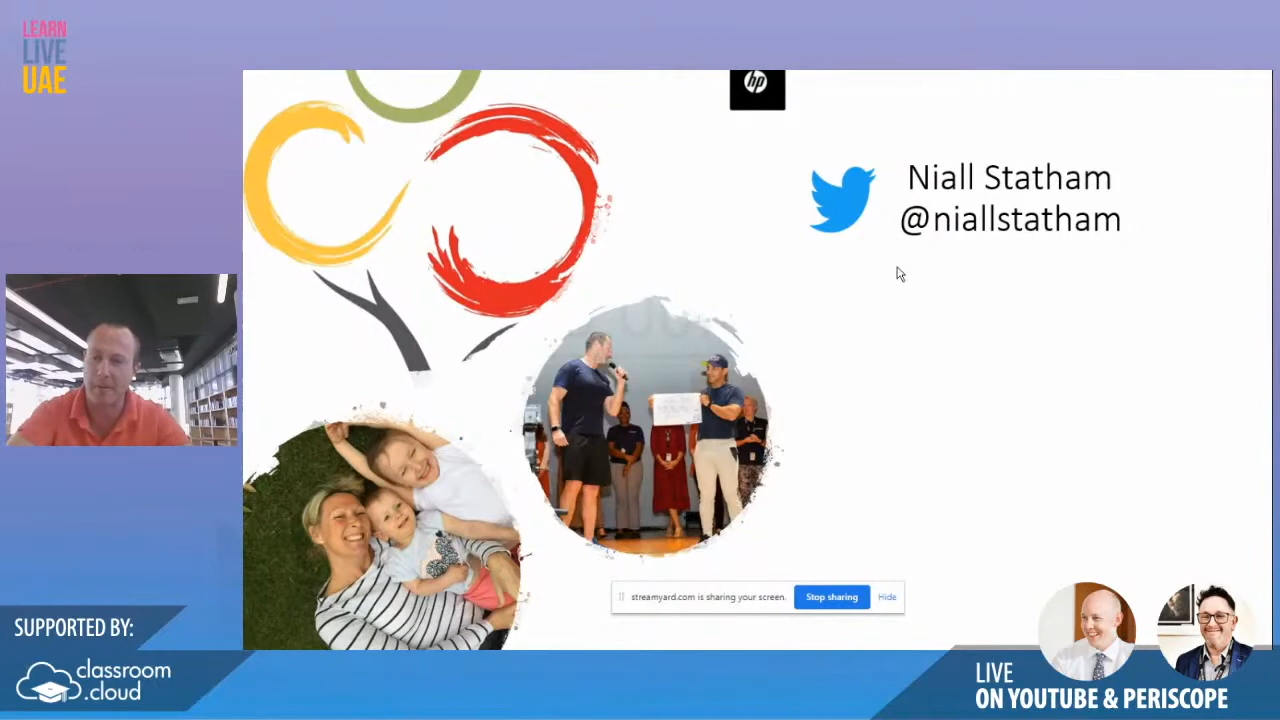 LEARN
LIVE
UAE
hp
Niall Statham
@niallstatham
streamyard.com is sharing your screen.
Stop sharing
Hide
SUPPORTED BY:
classroom
.cloud
LIVE
ON YOUTUBE & PERISCOPE